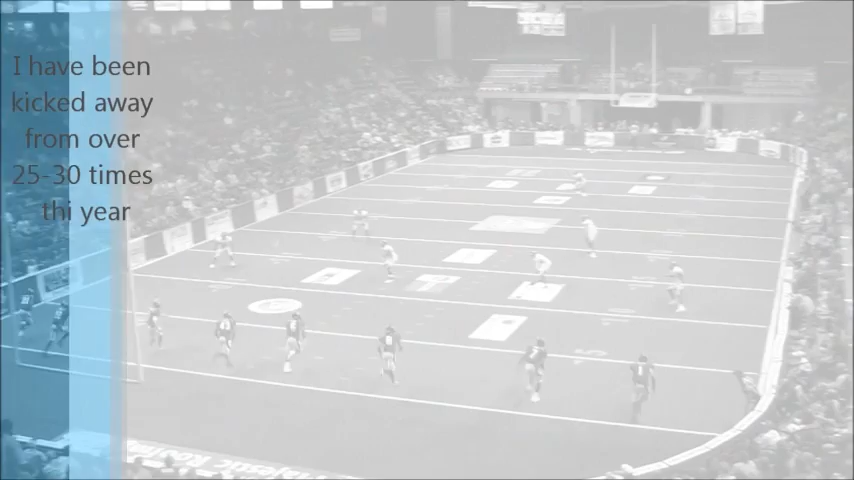 I have been
kicked away
from over
25-30 times
thi year